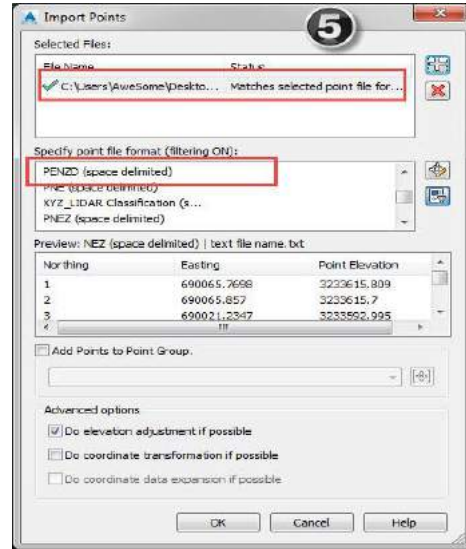 Import Points
5
Selected Files:
File Name Status
C:\Users\AweSome\Deskto... Matches selected point file for...
Specify point file format (filtering ON):
PENZD (space delimited)
PNE (space delimited)
XYZ_LIDAR Classification (s...
PNEZ (space delimited)
Preview: NEZ (space delimited) | text file name.txt
Northing Easting Point Elevation
1 690065.7698 3233615.809
2 690065.857 3233615.7
3 690021.2347 3233592.995
Add Points to Point Group.
Advanced options
Do elevation adjustment if possible
Do coordinate transformation if possible
Do coordinate data expansion if possible
OK Cancel Help